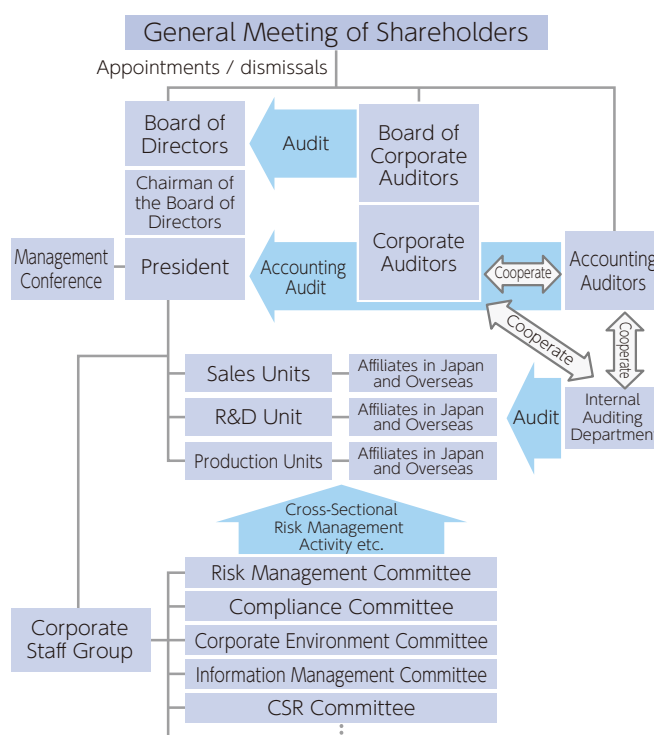 General Meeting of Shareholders
Appointments / dismissals
Board of
Directors
Audit
Board of
Corporate
Auditors
Chairman of
the Board of
Directors
Management
Conference
President
Accounting
Audit
Corporate
Auditors
Cooperate
Accounting
Auditors
Cooperate
Cooperate
Sales Units
Affiliates in Japan
and Overseas
R&D Unit
Affiliates in Japan
and Overseas
Audit
Internal
Auditing
Department
Production Units
Affiliates in Japan
and Overseas
Cross-Sectional
Risk Management
Activity etc.
Risk Management Committee
Compliance Committee
Corporate
Staff Group
Corporate Environment Committee
Information Management Committee
CSR Committee